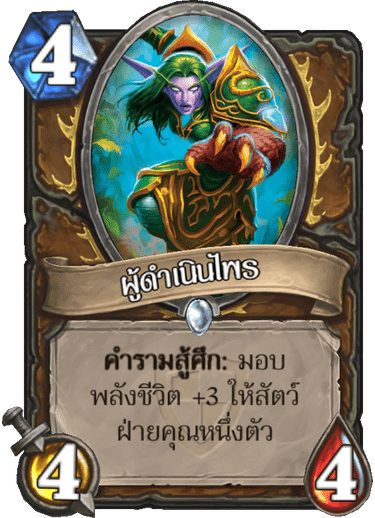 4
ผู้ดำเนินไพร
คำรามสู้ศึก: มอบ
พลังชีวิต +3 ให้สัตว์
ฝ่ายคุณหนึ่งตัว
4
4